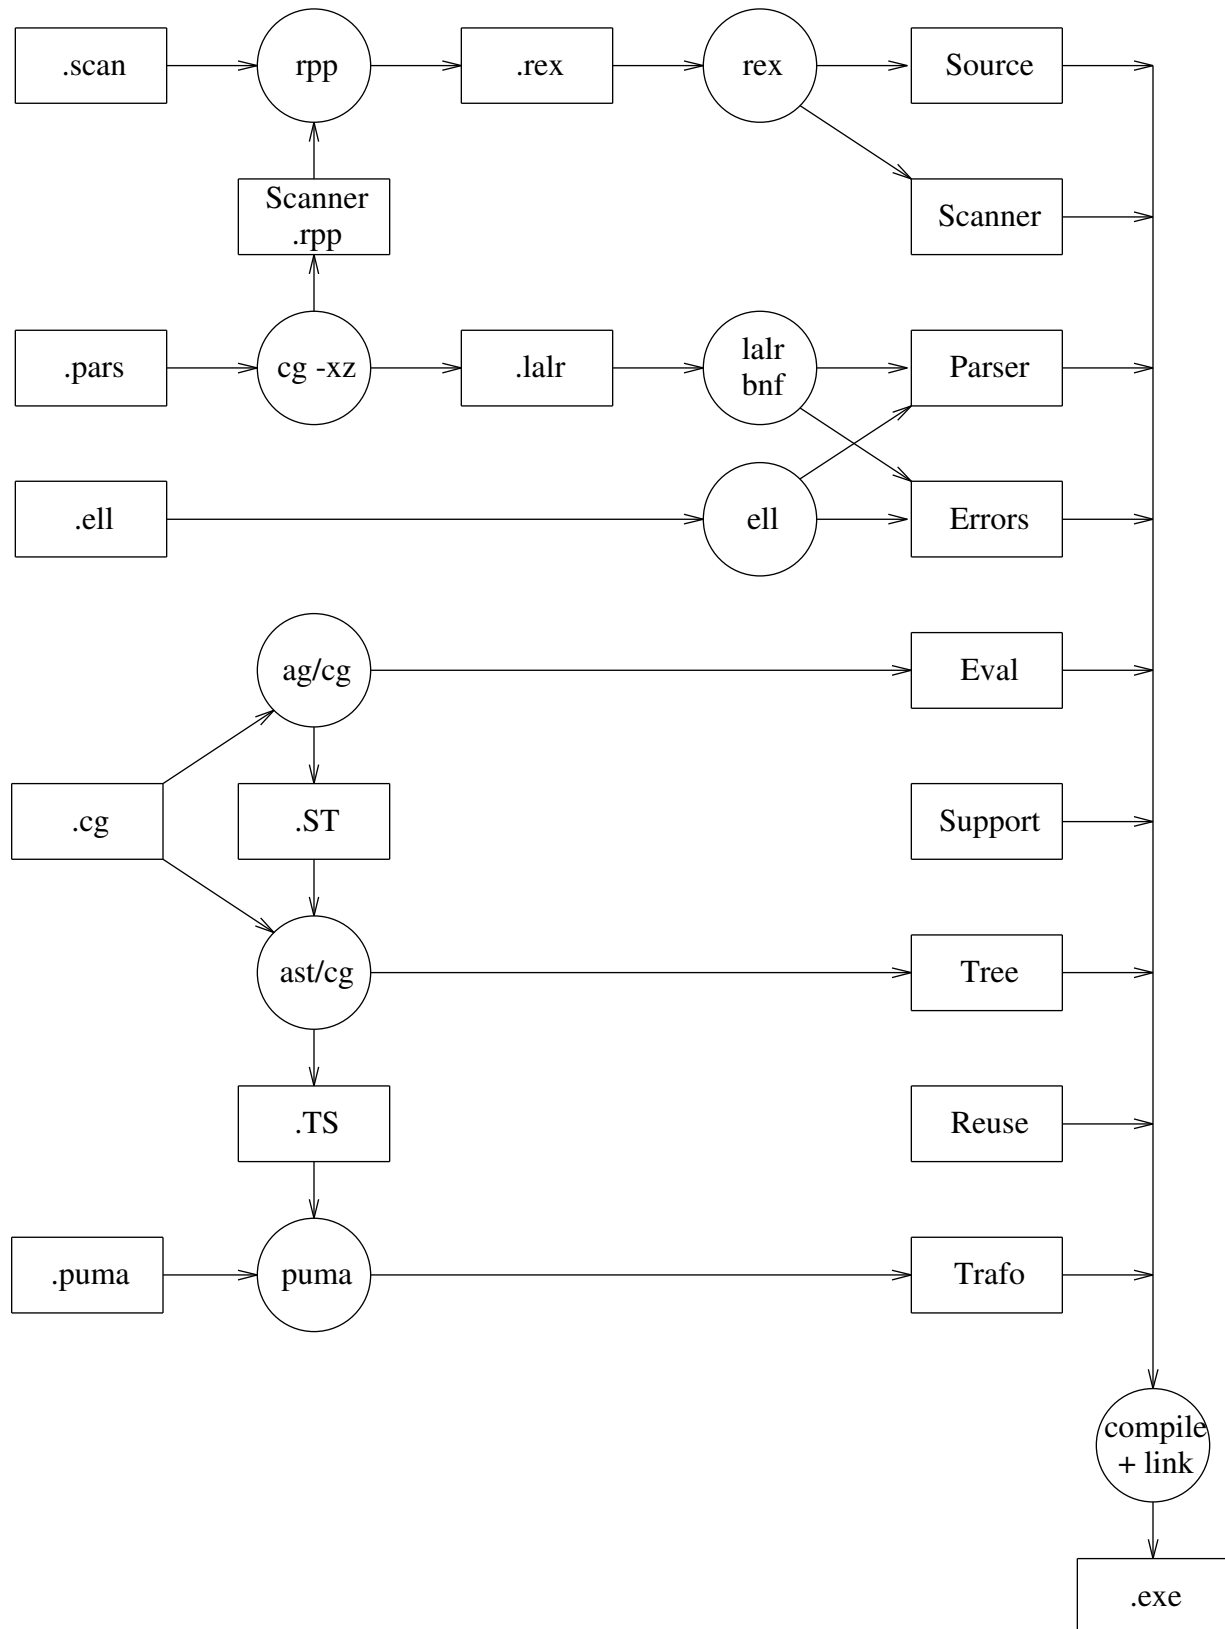 .scan
rpp
.rex
rex
Source
Scanner
.rpp
Scanner
.pars
cg -xz
.lalr
lalr
bnf
Parser
.ell
ell
Errors
ag/cg
Eval
.cg
.ST
Support
ast/cg
Tree
.TS
Reuse
.puma
puma
Trafo
compile
+ link
.exe